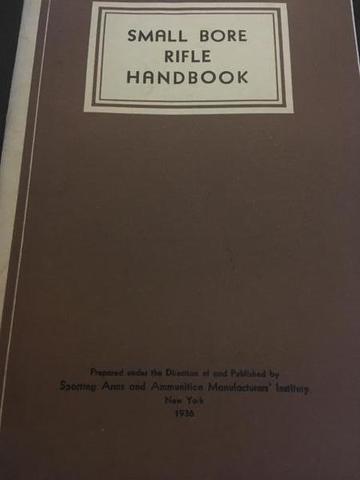 SMALL BORE
RIFLE
HANDBOOK
Prepared under the Direction of and Published by
Sporting Arms and Ammunition Manufacturers' Institute
New York
1936